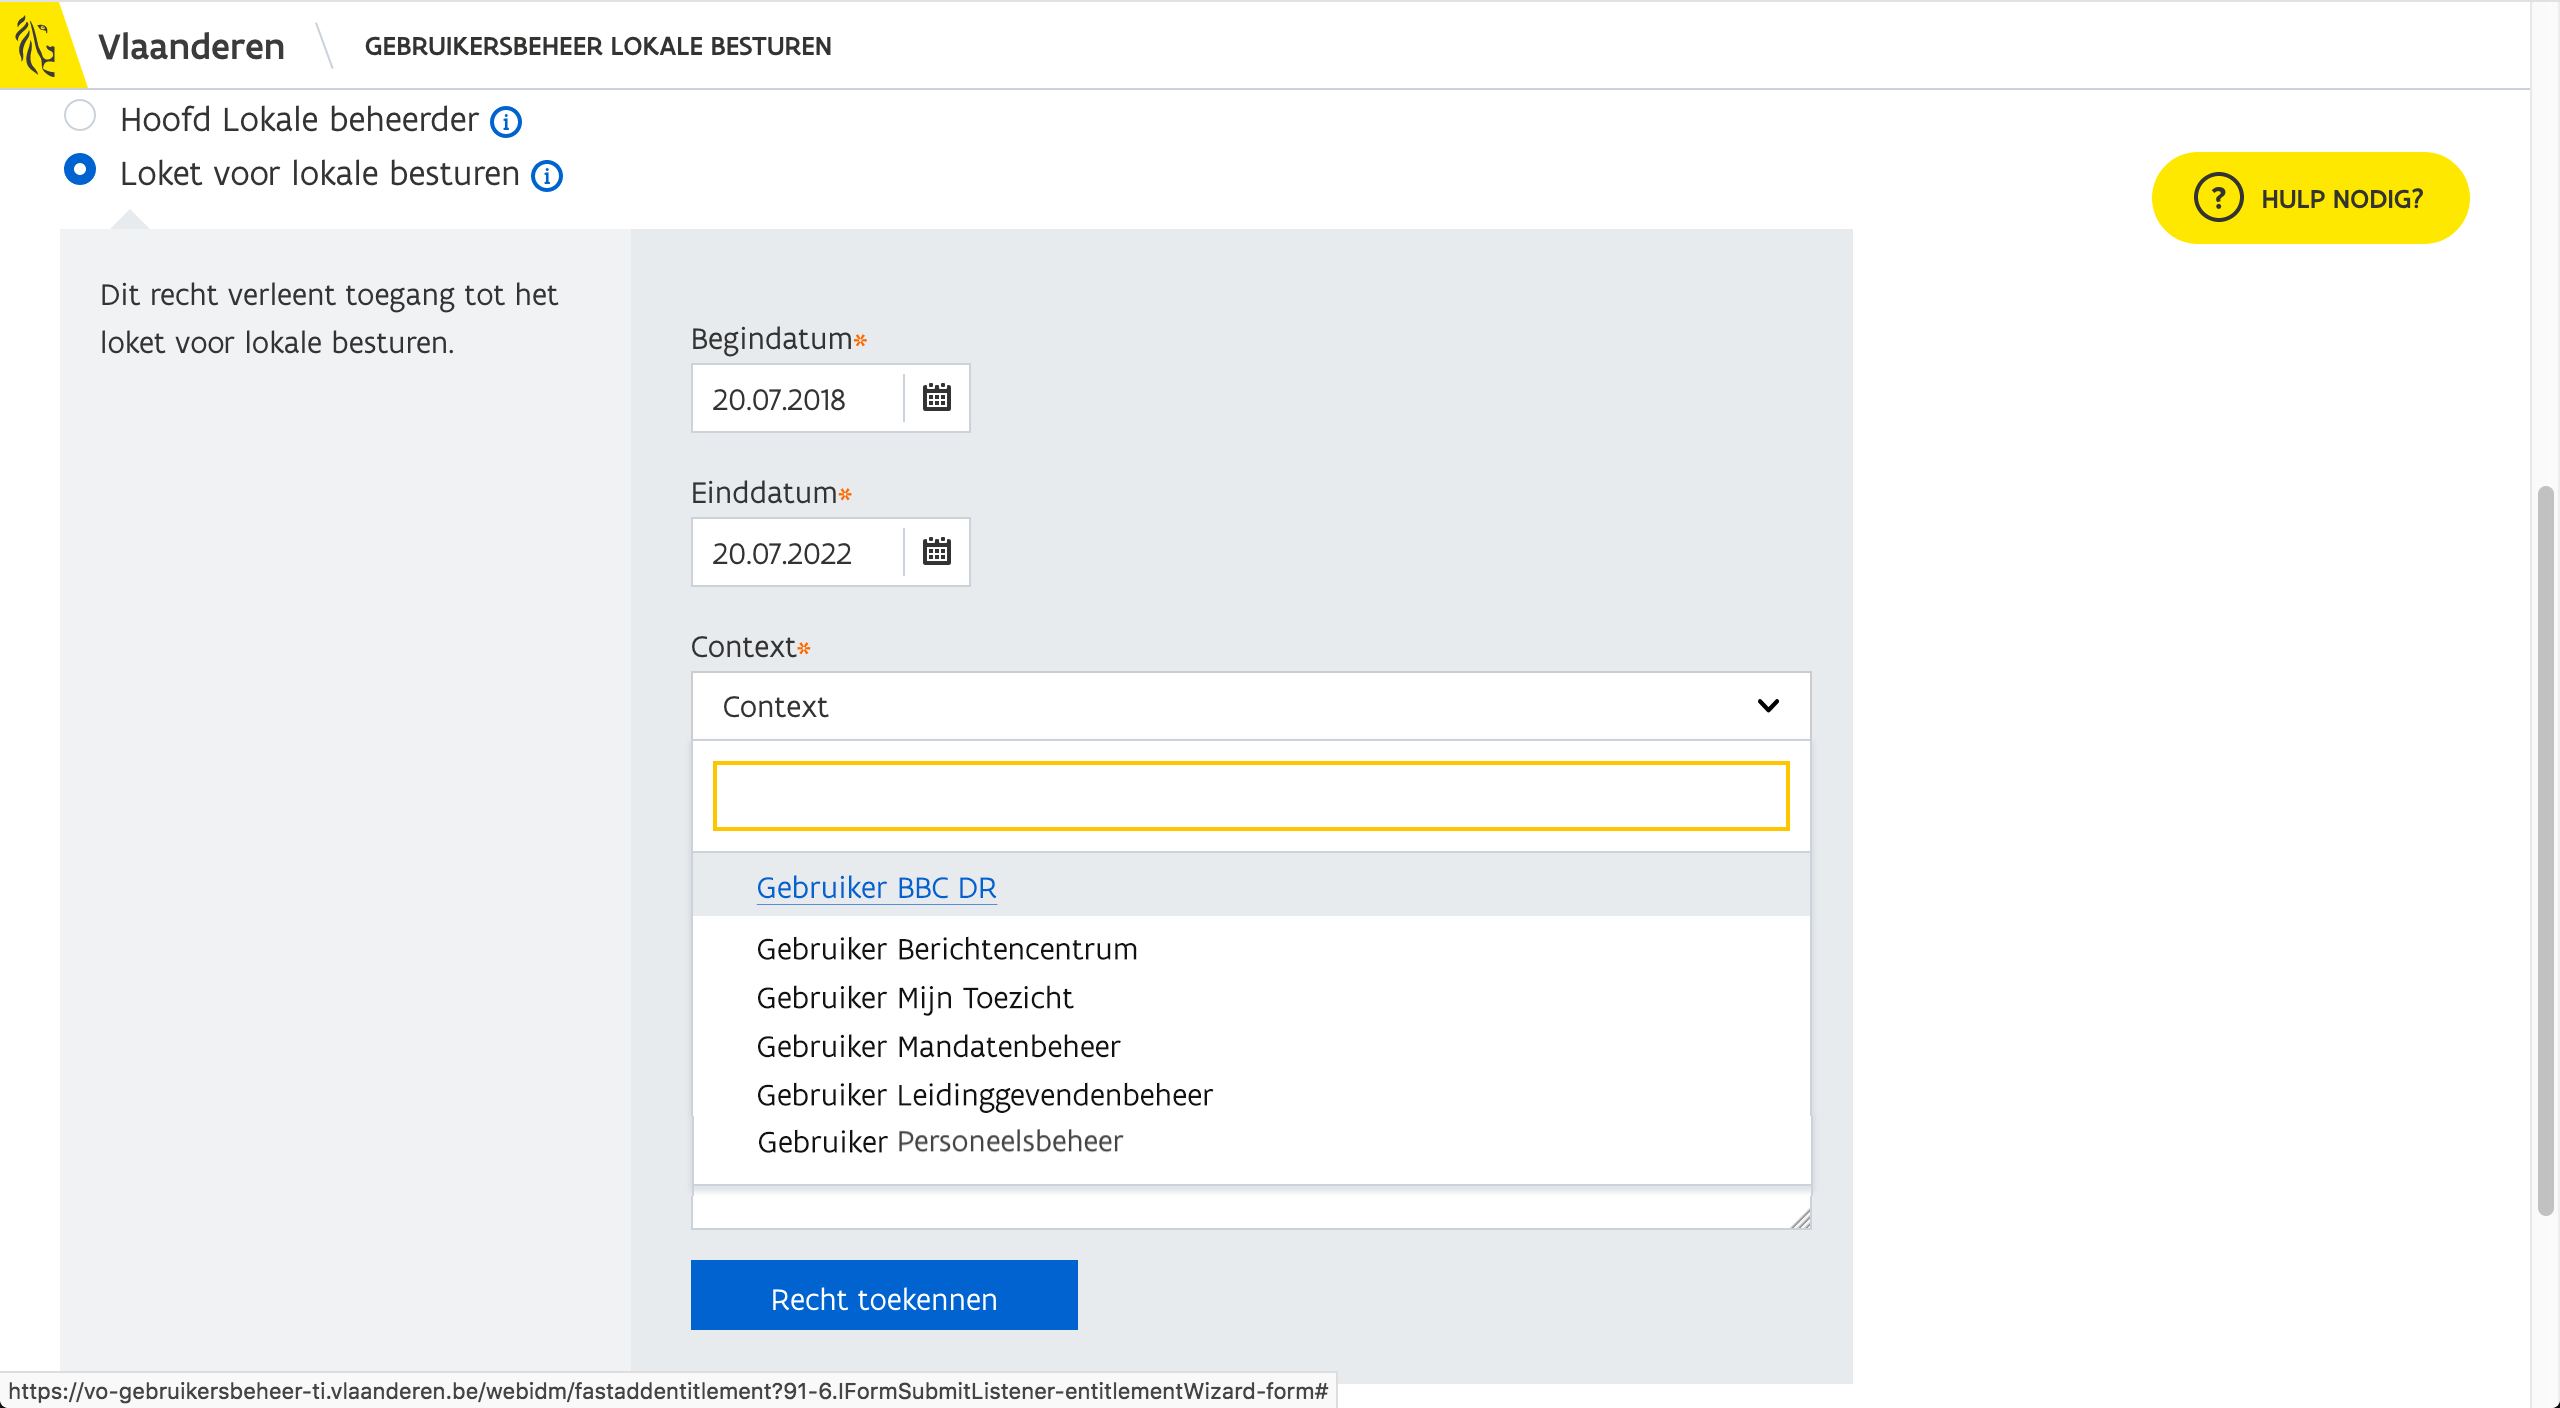 Vlaanderen
GEBRUIKERSBEHEER LOKALE BESTUREN
Hoofd Lokale beheerder
Loket voor lokale besturen
HULP NODIG?
Dit recht verleent toegang tot het
loket voor lokale besturen.
Begindatum*
20.07.2018
Einddatum*
20.07.2022
Context*
Context
Gebruiker BBC DR
Gebruiker Berichtencentrum
Gebruiker Mijn Toezicht
Gebruiker Mandatenbeheer
Gebruiker Leidinggevendenbeheer
Gebruiker Personeelsbeheer
Recht toekennen
https://vo-gebruikersbeheer-ti.vlaanderen.be/webidm/fastaddentitlement?91-6.IFormSubmitListener-entitlementWizard-form#